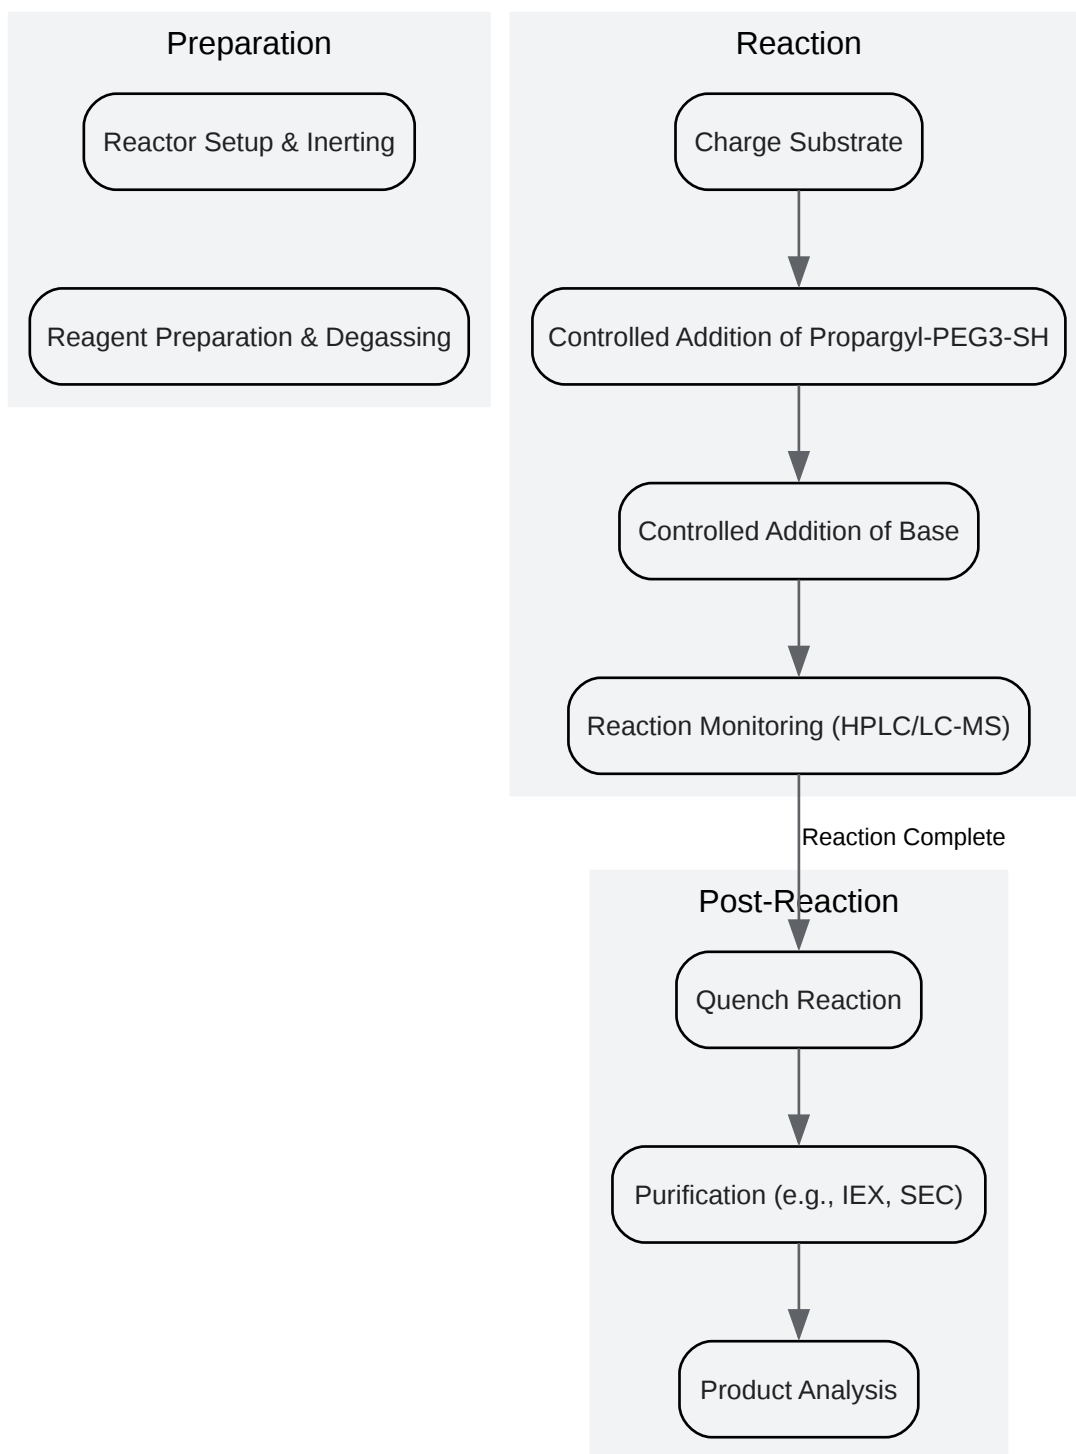 Preparation
Reactor Setup & Inerting
Reagent Preparation & Degassing
Reaction
Charge Substrate
Controlled Addition of Propargyl-PEG3-SH
Controlled Addition of Base
Reaction Monitoring (HPLC/LC-MS)
Reaction Complete
Post-Reaction
Quench Reaction
Purification (e.g., IEX, SEC)
Product Analysis